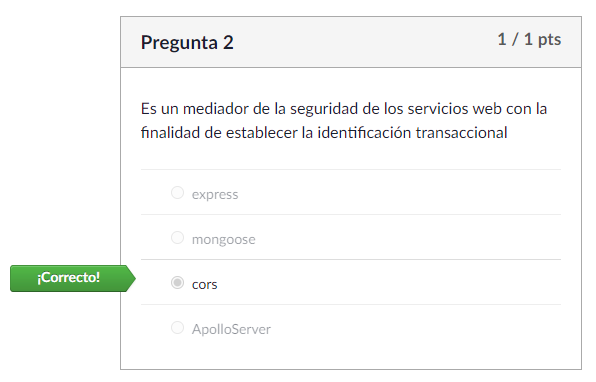 Pregunta 2
1 / 1 pts
Es un mediador de la seguridad de los servicios web con la
finalidad de establecer la identificación transaccional
express
mongoose
¡Correcto!
cors
ApolloServer